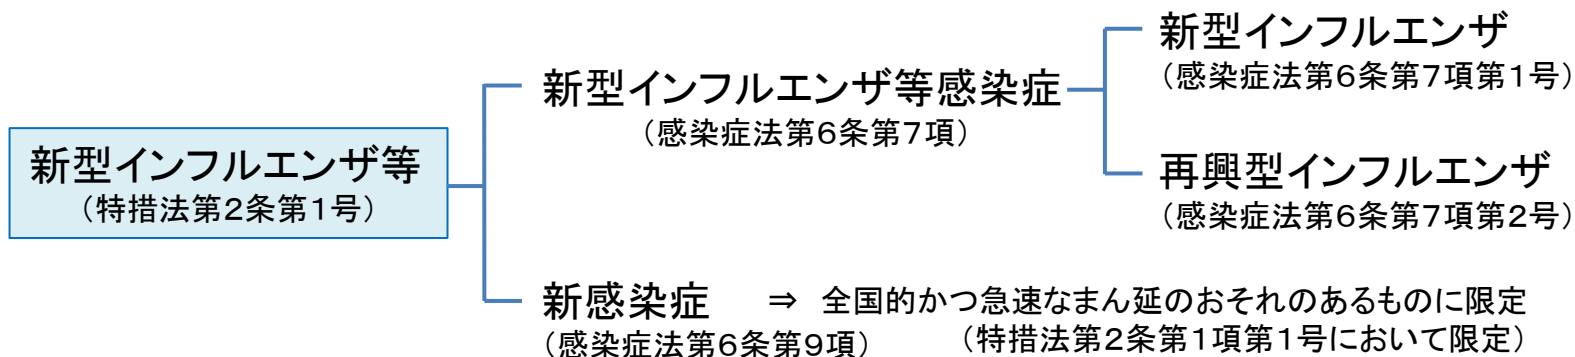 新型インフルエンザ等
（特措法第２条第１号）
新型インフルエンザ等感染症
（感染症法第６条第７項）
新型インフルエンザ
（感染症法第６条第７項第１号）
再興型インフルエンザ
（感染症法第６条第７項第２号）
新感染症　⇒　全国的かつ急速なまん延のおそれのあるものに限定
（感染症法第６条第９項）　（特措法第２条第１項第１号において限定）